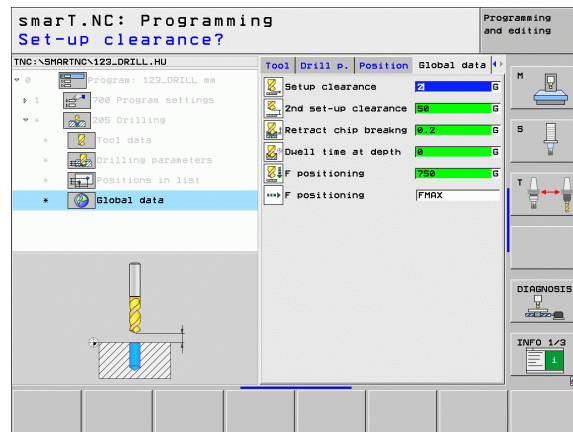 smarT.NC: Programming
Set-up clearance?
Programming
and editing
TNC:\SMARTNC\123_DRILL.HU
0 Program: 123_DRILL mm
1 700 Program settings
* 205 Drilling
* Tool data
* Drilling parameters
* Positions in list
* Global data
Tool Drill p. Position Global data
Setup clearance 2 G
2nd set-up clearance 50 G
Retract chip breakng 0.2 G
Dwell time at depth 0 G
F positioning 750 G
F positioning FMAX
M
S
T
DIAGNOSIS
INFO 1/3